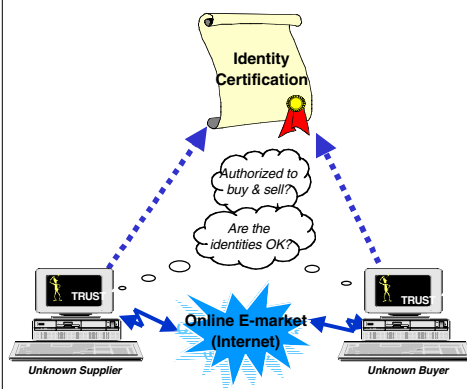 Identity
Certification
Authorized to
buy & sell?
Are the
identities OK?
TRUST
TRUST
Online E-market
(Internet)
Unknown Supplier
Unknown Buyer